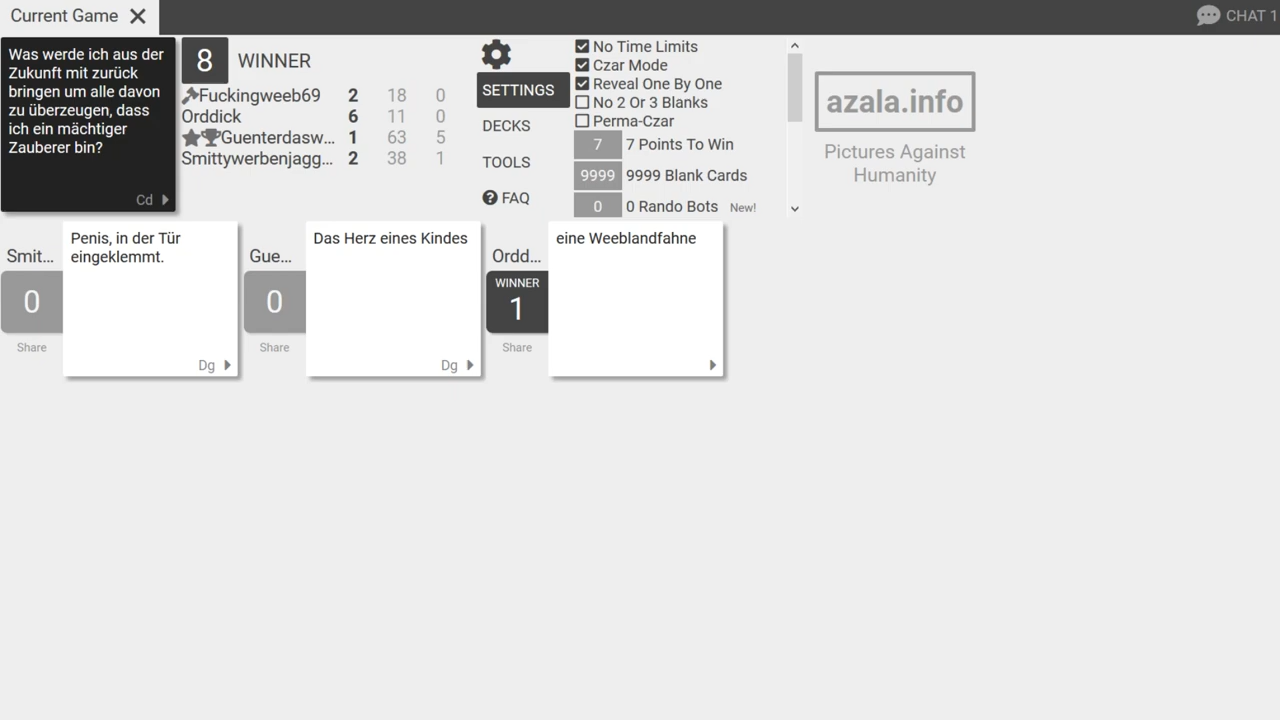 Current Game
CHAT 1
Was werde ich aus der
Zukunft mit zurück
bringen um alle davon
zu überzeugen, dass
ich ein mächtiger
Zauberer bin?
Cd
8 WINNER
Fuckingweeb69 2 18 0
Orddick 6 11 0
Guenterdasw... 1 63 5
Smittywerbenjagg... 2 38 1
SETTINGS
DECKS
TOOLS
FAQ
No Time Limits
Czar Mode
Reveal One By One
No 2 Or 3 Blanks
Perma-Czar
7 7 Points To Win
9999 9999 Blank Cards
0 0 Rando Bots New!
azala.info
Pictures Against
Humanity
Smit...
0
Share
Penis, in der Tür
eingeklemmt.
Dg
Gue...
0
Share
Das Herz eines Kindes
Dg
Ordd...
WINNER
1
Share
eine Weeblandfahne